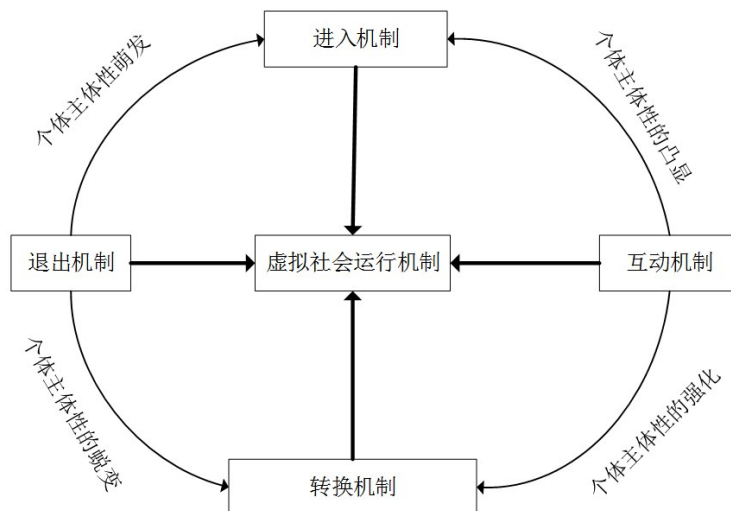 进入机制
个体主体性萌发
个体主体性的凸显
退出机制
虚拟社会运行机制
互动机制
个体主体性的蜕变
个体主体性的强化
转换机制